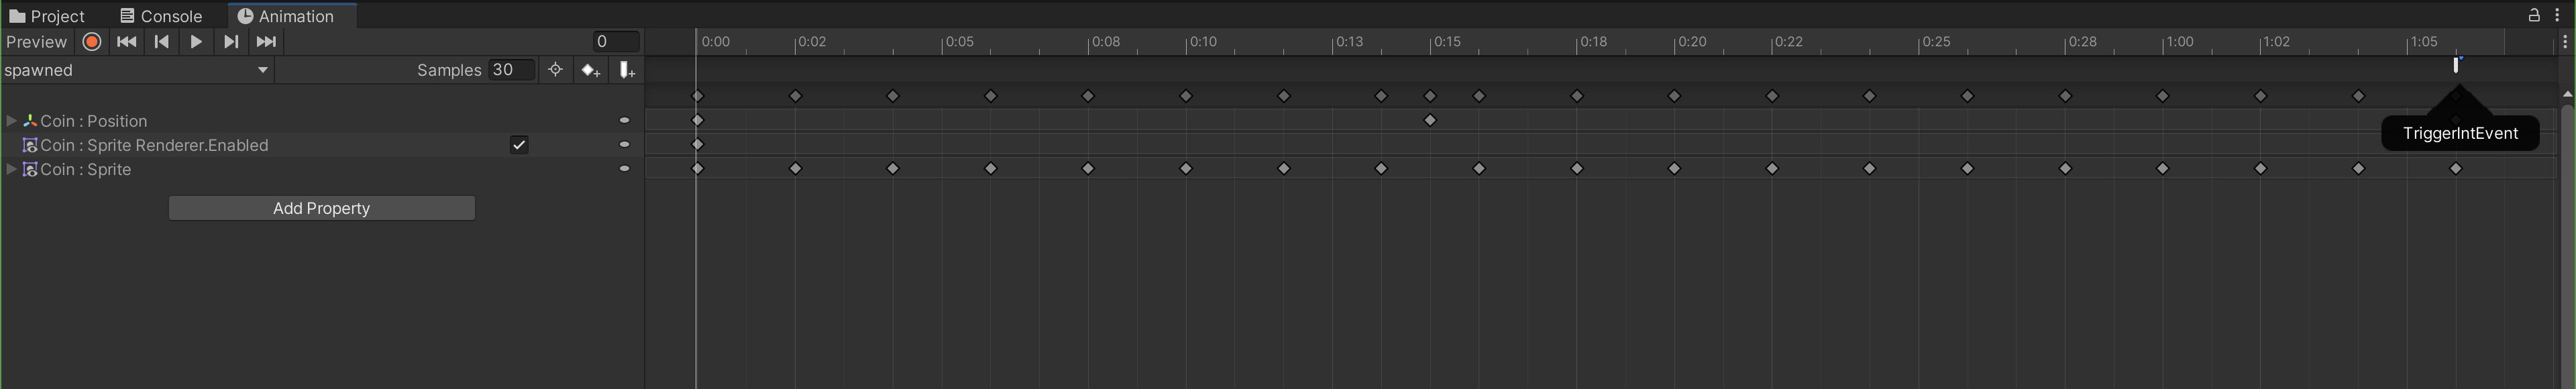 Project Console Animation
Preview 0 0:00 0:02 0:05 0:08 0:10 0:13 0:15 0:18 0:20 0:22 0:25 0:28 1:00 1:02 1:05
spawned Samples 30
Coin : Position
TriggerIntEvent
Coin : Sprite Renderer.Enabled
Coin : Sprite
Add Property